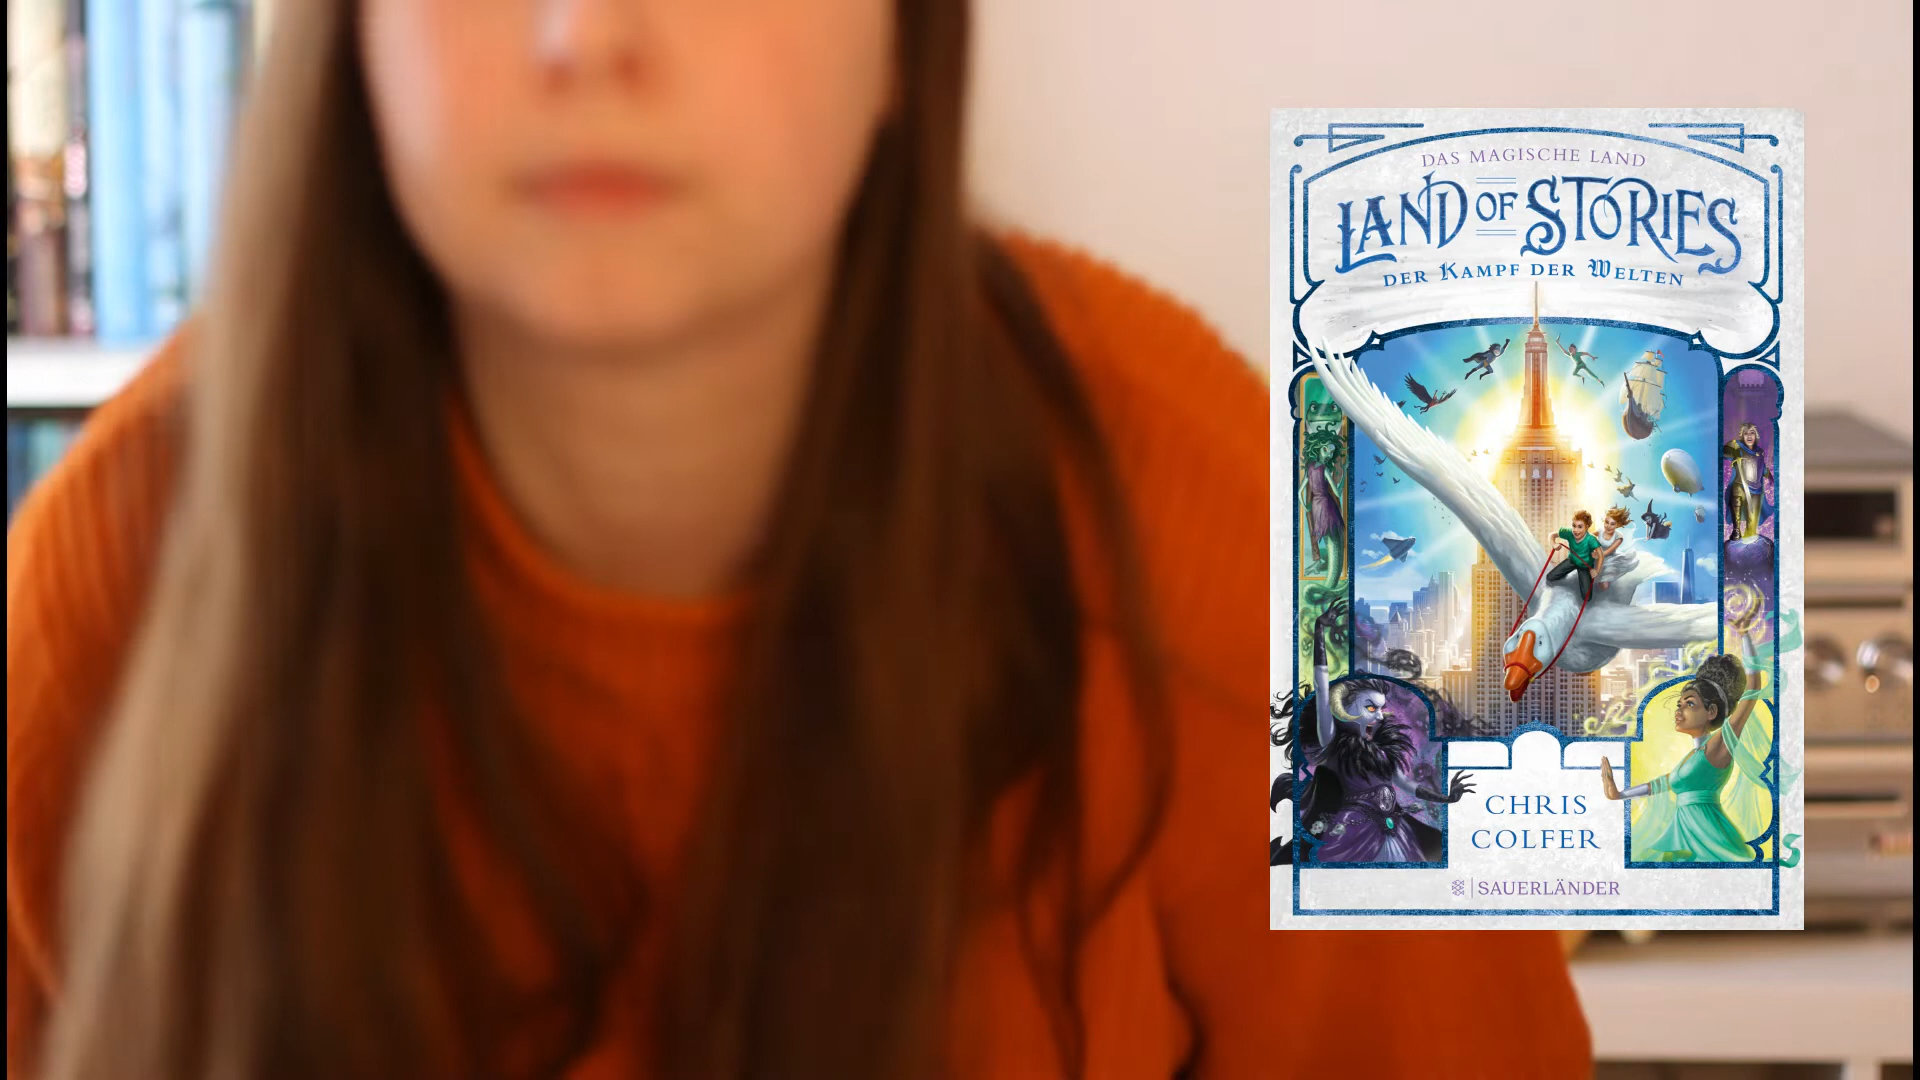 DAS MAGISCHE LAND
LAND OF STORIES
DER KAMPF DER WELTEN
CHRIS
COLFER
SAUERLÄNDER